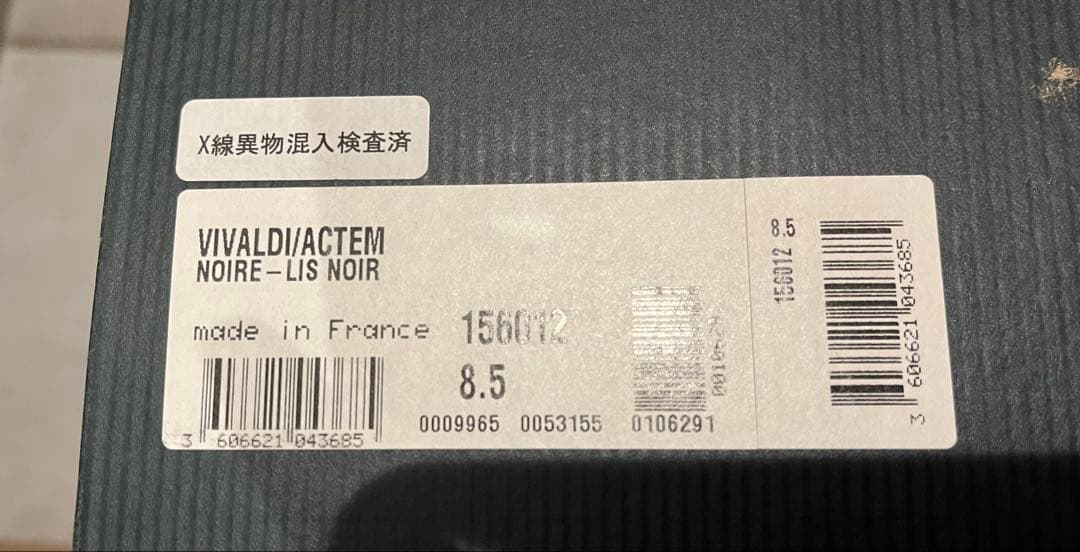 X線異物混入検査済
VIVALDI/ACTEM
NOIRE–LIS NOIR
made in France 156012
8.5
0009965 0053155 0106291
3 606621 043685
8.5
156012
3 606621 043685